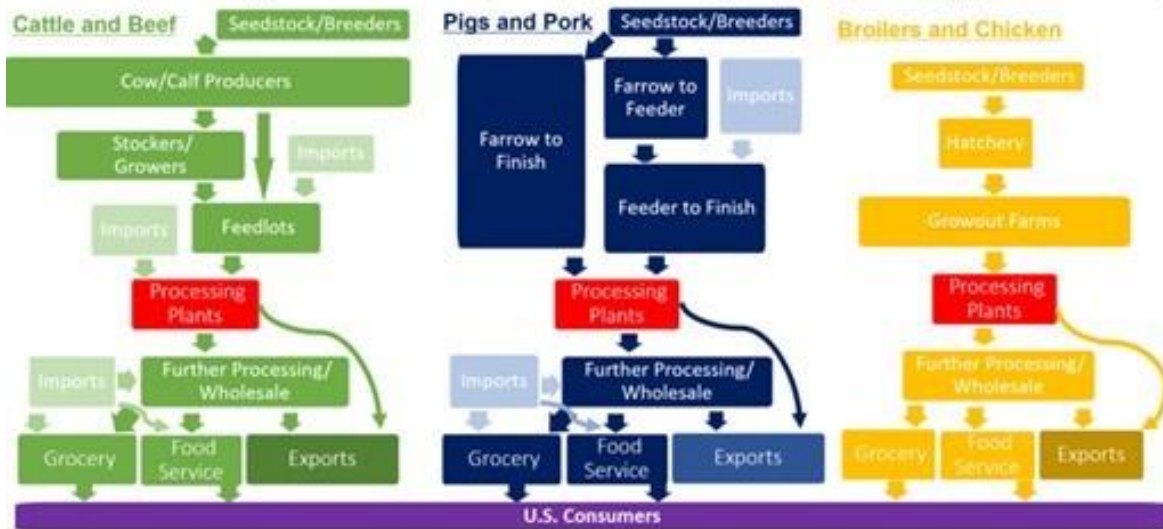 Cattle and Beef
Seedstock/Breeders
Cow/Calf Producers
Stockers/
Growers
Imports
Imports
Feedlots
Processing
Plants
Imports
Further Processing/
Wholesale
Grocery
Food
Service
Exports
Pigs and Pork
Seedstock/Breeders
Farrow to
Finish
Farrow to
Feeder
Imports
Feeder to Finish
Processing
Plants
Imports
Further Processing/
Wholesale
Grocery
Food
Service
Exports
Broilers and Chicken
Seedstock/Breeders
Hatchery
Growout Farms
Processing
Plants
Further Processing/
Wholesale
Grocery
Food
Service
Exports
U.S. Consumers